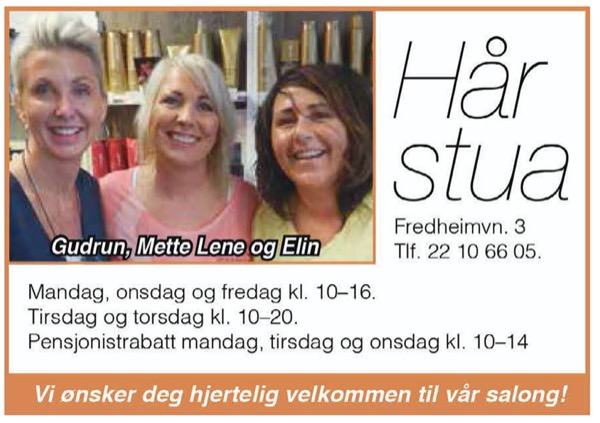 Gudrun, Mette Lene og Elin
Hår
stua
Fredheimvn. 3
Tlf. 22 10 66 05.
Mandag, onsdag og fredag kl. 10–16.
Tirsdag og torsdag kl. 10–20.
Pensjonistrabatt mandag, tirsdag og onsdag kl. 10–14
Vi ønsker deg hjertelig velkommen til vår salong!